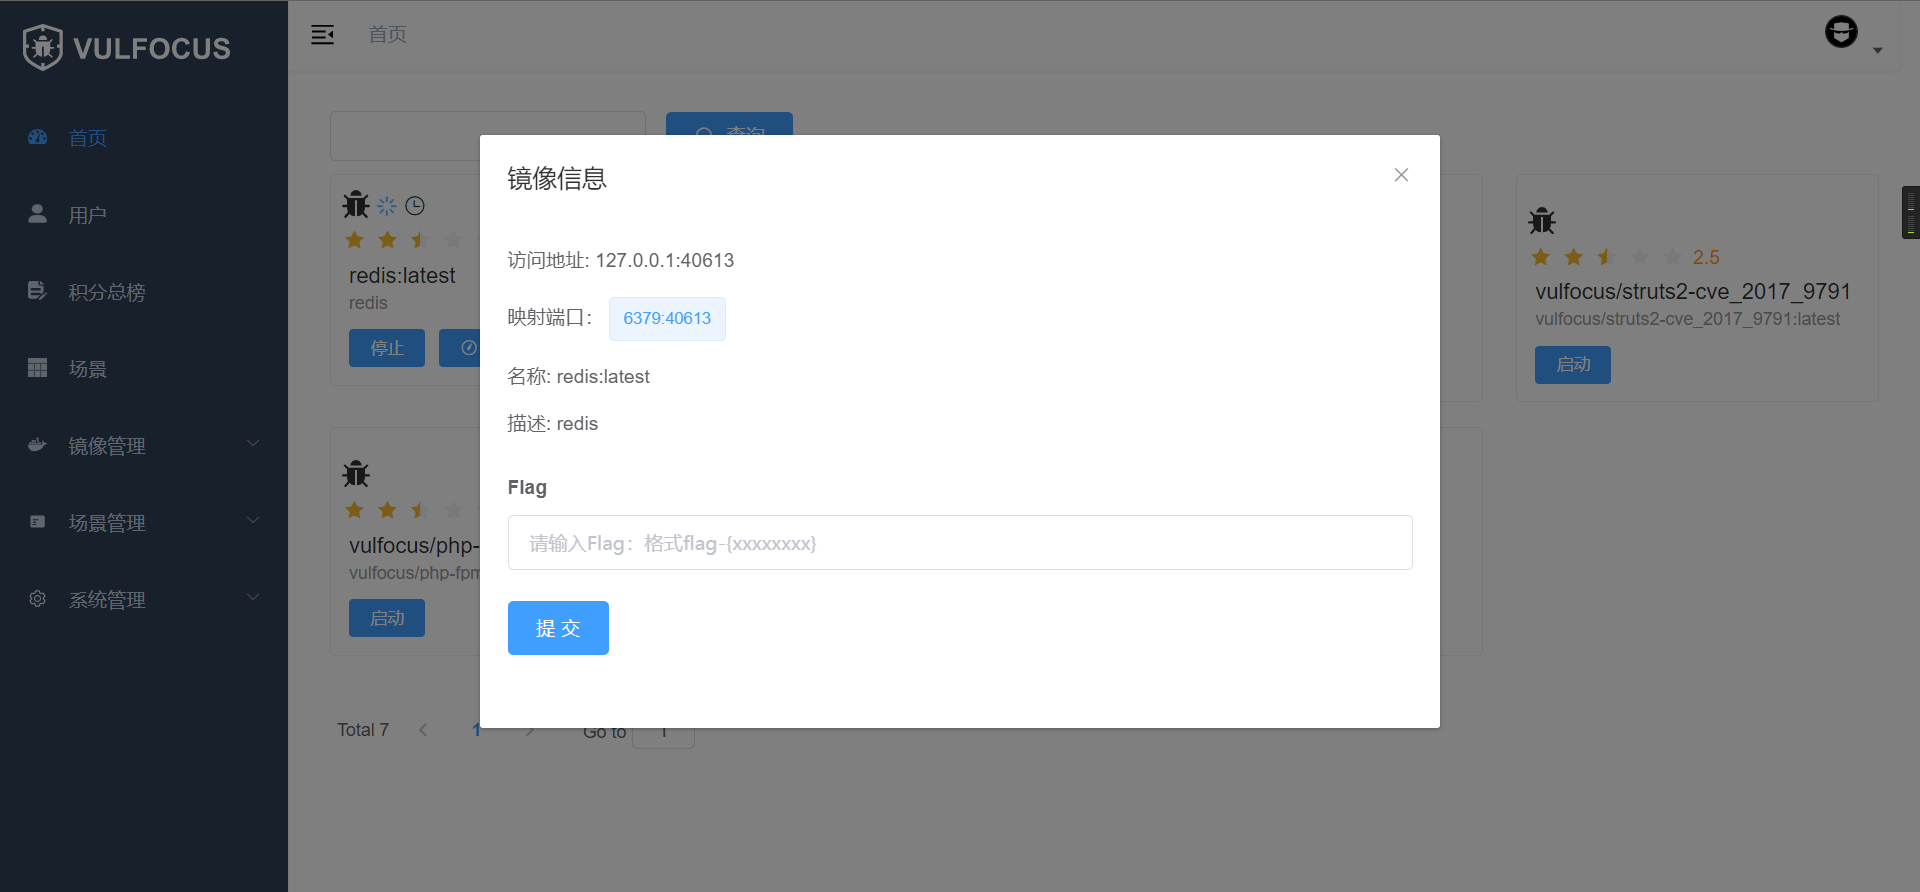 VULFOCUS
首页
用户
积分总榜
场景
镜像管理
场景管理
系统管理
首页
查询
redis:latest
redis
停止
2.5
vulfocus/struts2-cve_2017_9791
vulfocus/struts2-cve_2017_9791:latest
启动
vulfocus/php-
vulfocus/php-fpm
启动
Total 7
1
Go to
1
镜像信息
访问地址: 127.0.0.1:40613
映射端口：
6379:40613
名称: redis:latest
描述: redis
Flag
请输入Flag：格式flag-{xxxxxxxx}
提 交